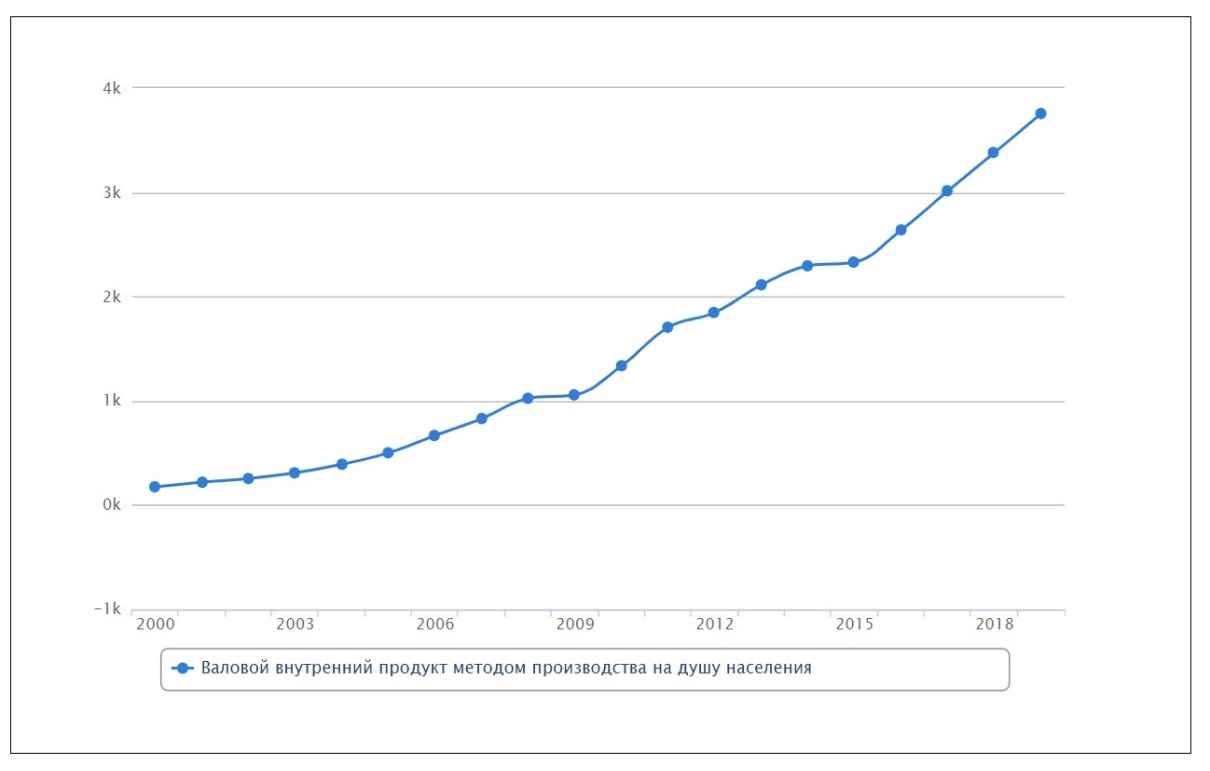 4k
3k
2k
1k
0k
−1k
2000 2003 2006 2009 2012 2015 2018
Валовой внутренний продукт методом производства на душу населения